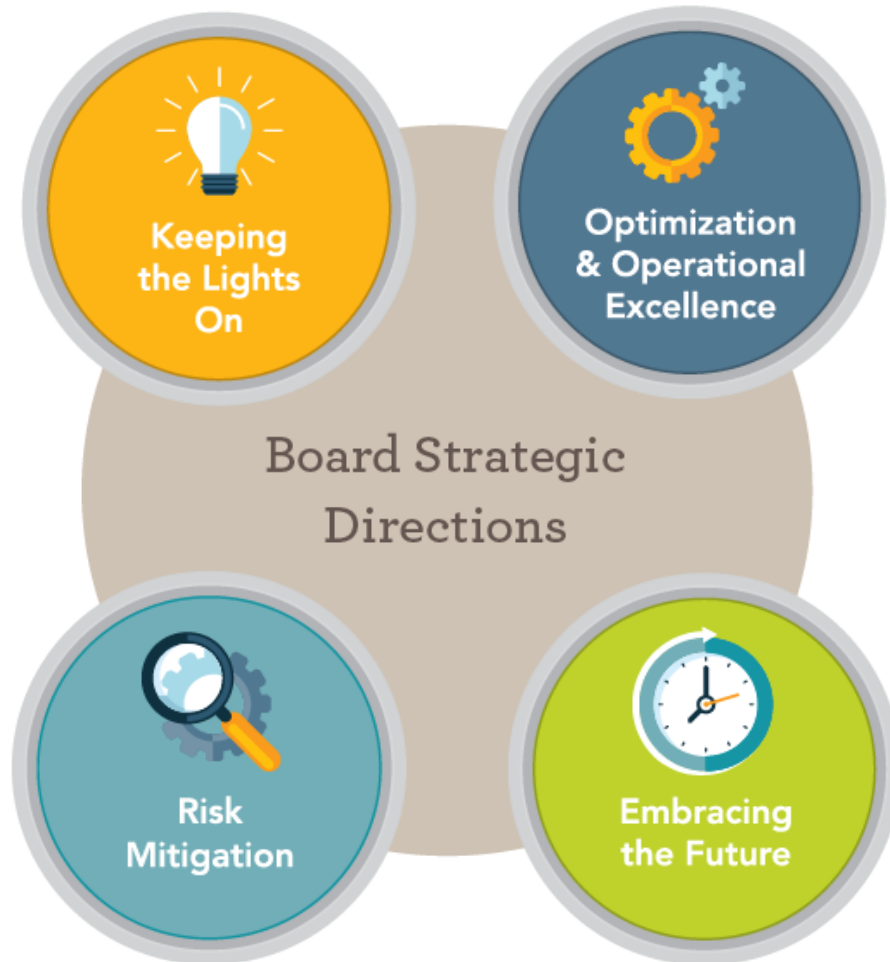 Keeping
the Lights
On
Optimization
& Operational
Excellence
Board Strategic
Directions
Risk
Mitigation
Embracing
the Future